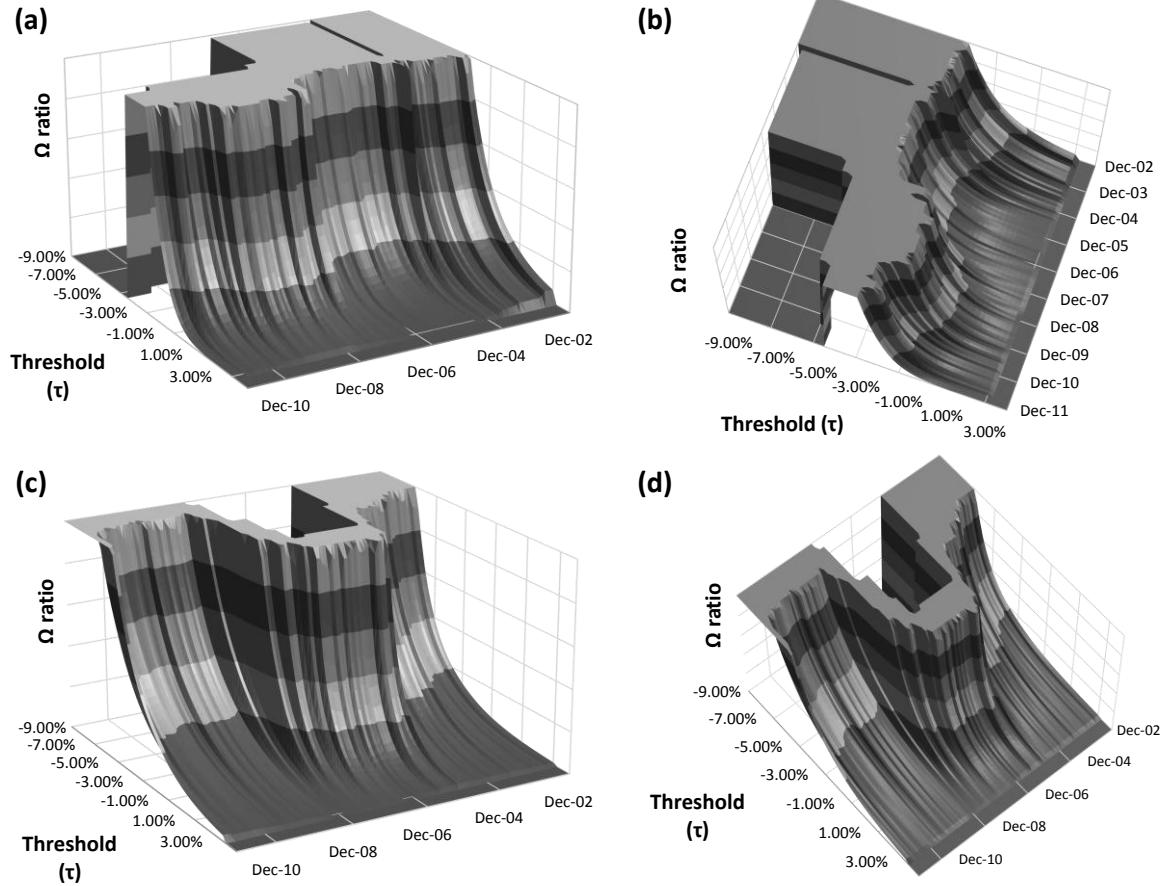 (a)
Ω ratio
-9.00%
-7.00%
-5.00%
-3.00%
-1.00%
1.00%
3.00%
Threshold
(τ)
Dec-10
Dec-08
Dec-06
Dec-04
Dec-02
(b)
Ω ratio
-9.00%
-7.00%
-5.00%
-3.00%
-1.00%
1.00%
3.00%
Threshold (τ)
Dec-02
Dec-03
Dec-04
Dec-05
Dec-06
Dec-07
Dec-08
Dec-09
Dec-10
Dec-11
(c)
Ω ratio
-9.00%
-7.00%
-5.00%
-3.00%
-1.00%
1.00%
3.00%
Threshold
(τ)
Dec-10
Dec-08
Dec-06
Dec-04
Dec-02
(d)
Ω ratio
-9.00%
-7.00%
-5.00%
-3.00%
-1.00%
1.00%
3.00%
Threshold
(τ)
Dec-10
Dec-08
Dec-06
Dec-04
Dec-02